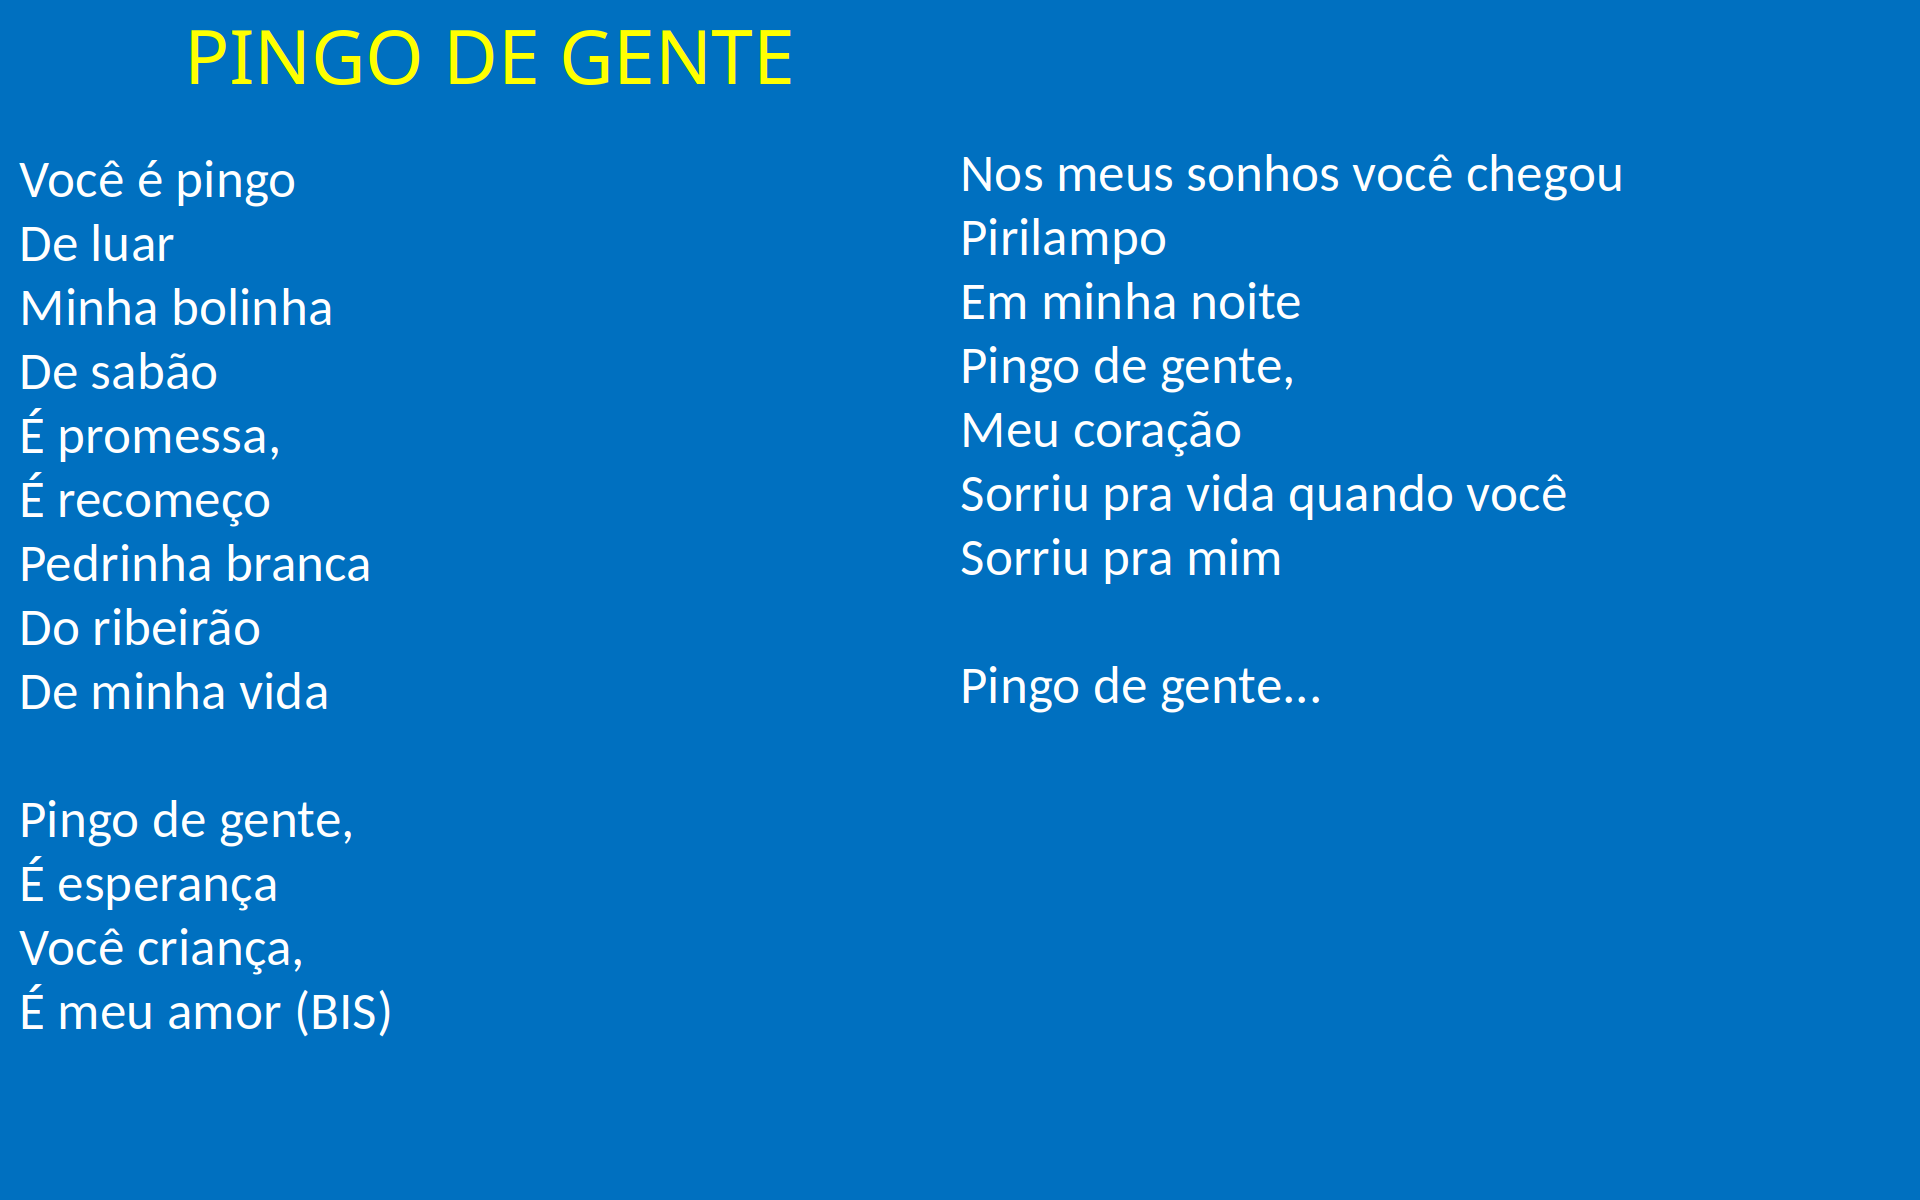 PINGO DE GENTE
Você é pingo
De luar
Minha bolinha
De sabão
É promessa,
É recomeço
Pedrinha branca
Do ribeirão
De minha vida
Pingo de gente,
É esperança
Você criança,
É meu amor (BIS)
Nos meus sonhos você chegou
Pirilampo
Em minha noite
Pingo de gente,
Meu coração
Sorriu pra vida quando você
Sorriu pra mim
Pingo de gente...